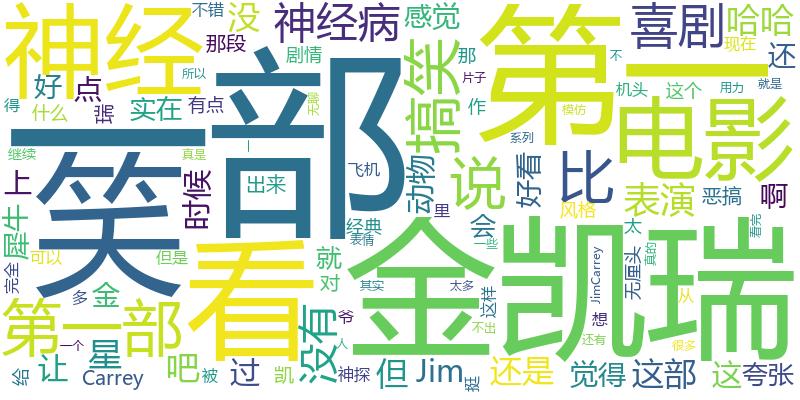 神经
不错
没
那段
所以
神经病
感觉
剧情
那
片子
第一
喜剧
哈哈
还
现在
不
得
好
点
什么
瑞
实在
有点
无聊
一部
搞笑
作
机头
这个
用力
就是
模仿
电影
继续
真是
上
时候
出来
飞机
动物
说
好看
系列
比
表演
恶搞
啊
犀牛
笑
看
经典
里
会
风格
太
无厘头
真的
看完
完全
可以
但是
就
表情
一些
JimCarrey
多
金
对
其实
太多
这样
金凯瑞
想
从
第一部
没有
爷
人
不出
还有
很多
一个
星
吧
给
让
Carrey
被
过
凯
神探
但
Jim
挺
还是
觉得
这部
这
夸张